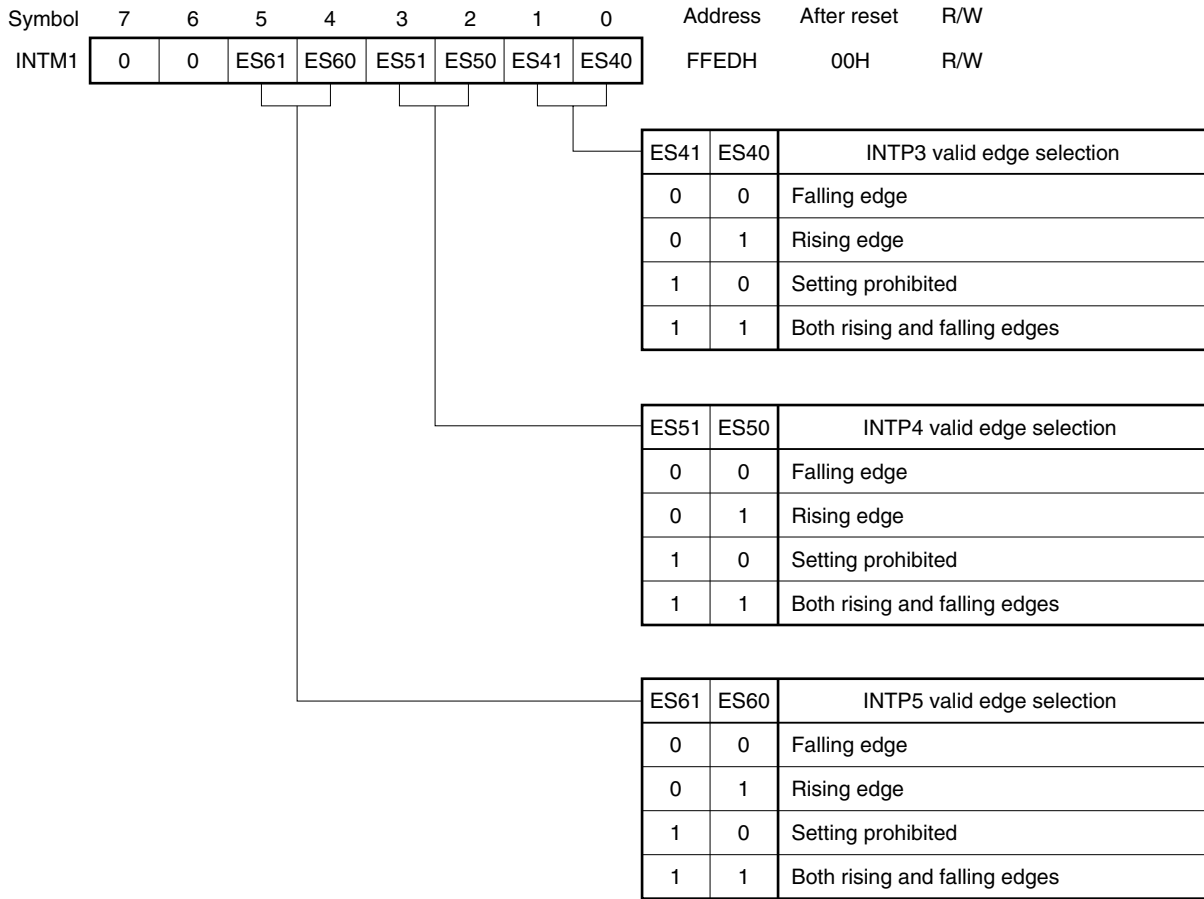 Symbol 7 6 5 4 3 2 1 0 Address After reset R/W
INTM1 0 0 ES61 ES60 ES51 ES50 ES41 ES40 FFEDH 00H R/W
ES41 ES40 INTP3 valid edge selection
0 0 Falling edge
0 1 Rising edge
1 0 Setting prohibited
1 1 Both rising and falling edges
ES51 ES50 INTP4 valid edge selection
0 0 Falling edge
0 1 Rising edge
1 0 Setting prohibited
1 1 Both rising and falling edges
ES61 ES60 INTP5 valid edge selection
0 0 Falling edge
0 1 Rising edge
1 0 Setting prohibited
1 1 Both rising and falling edges